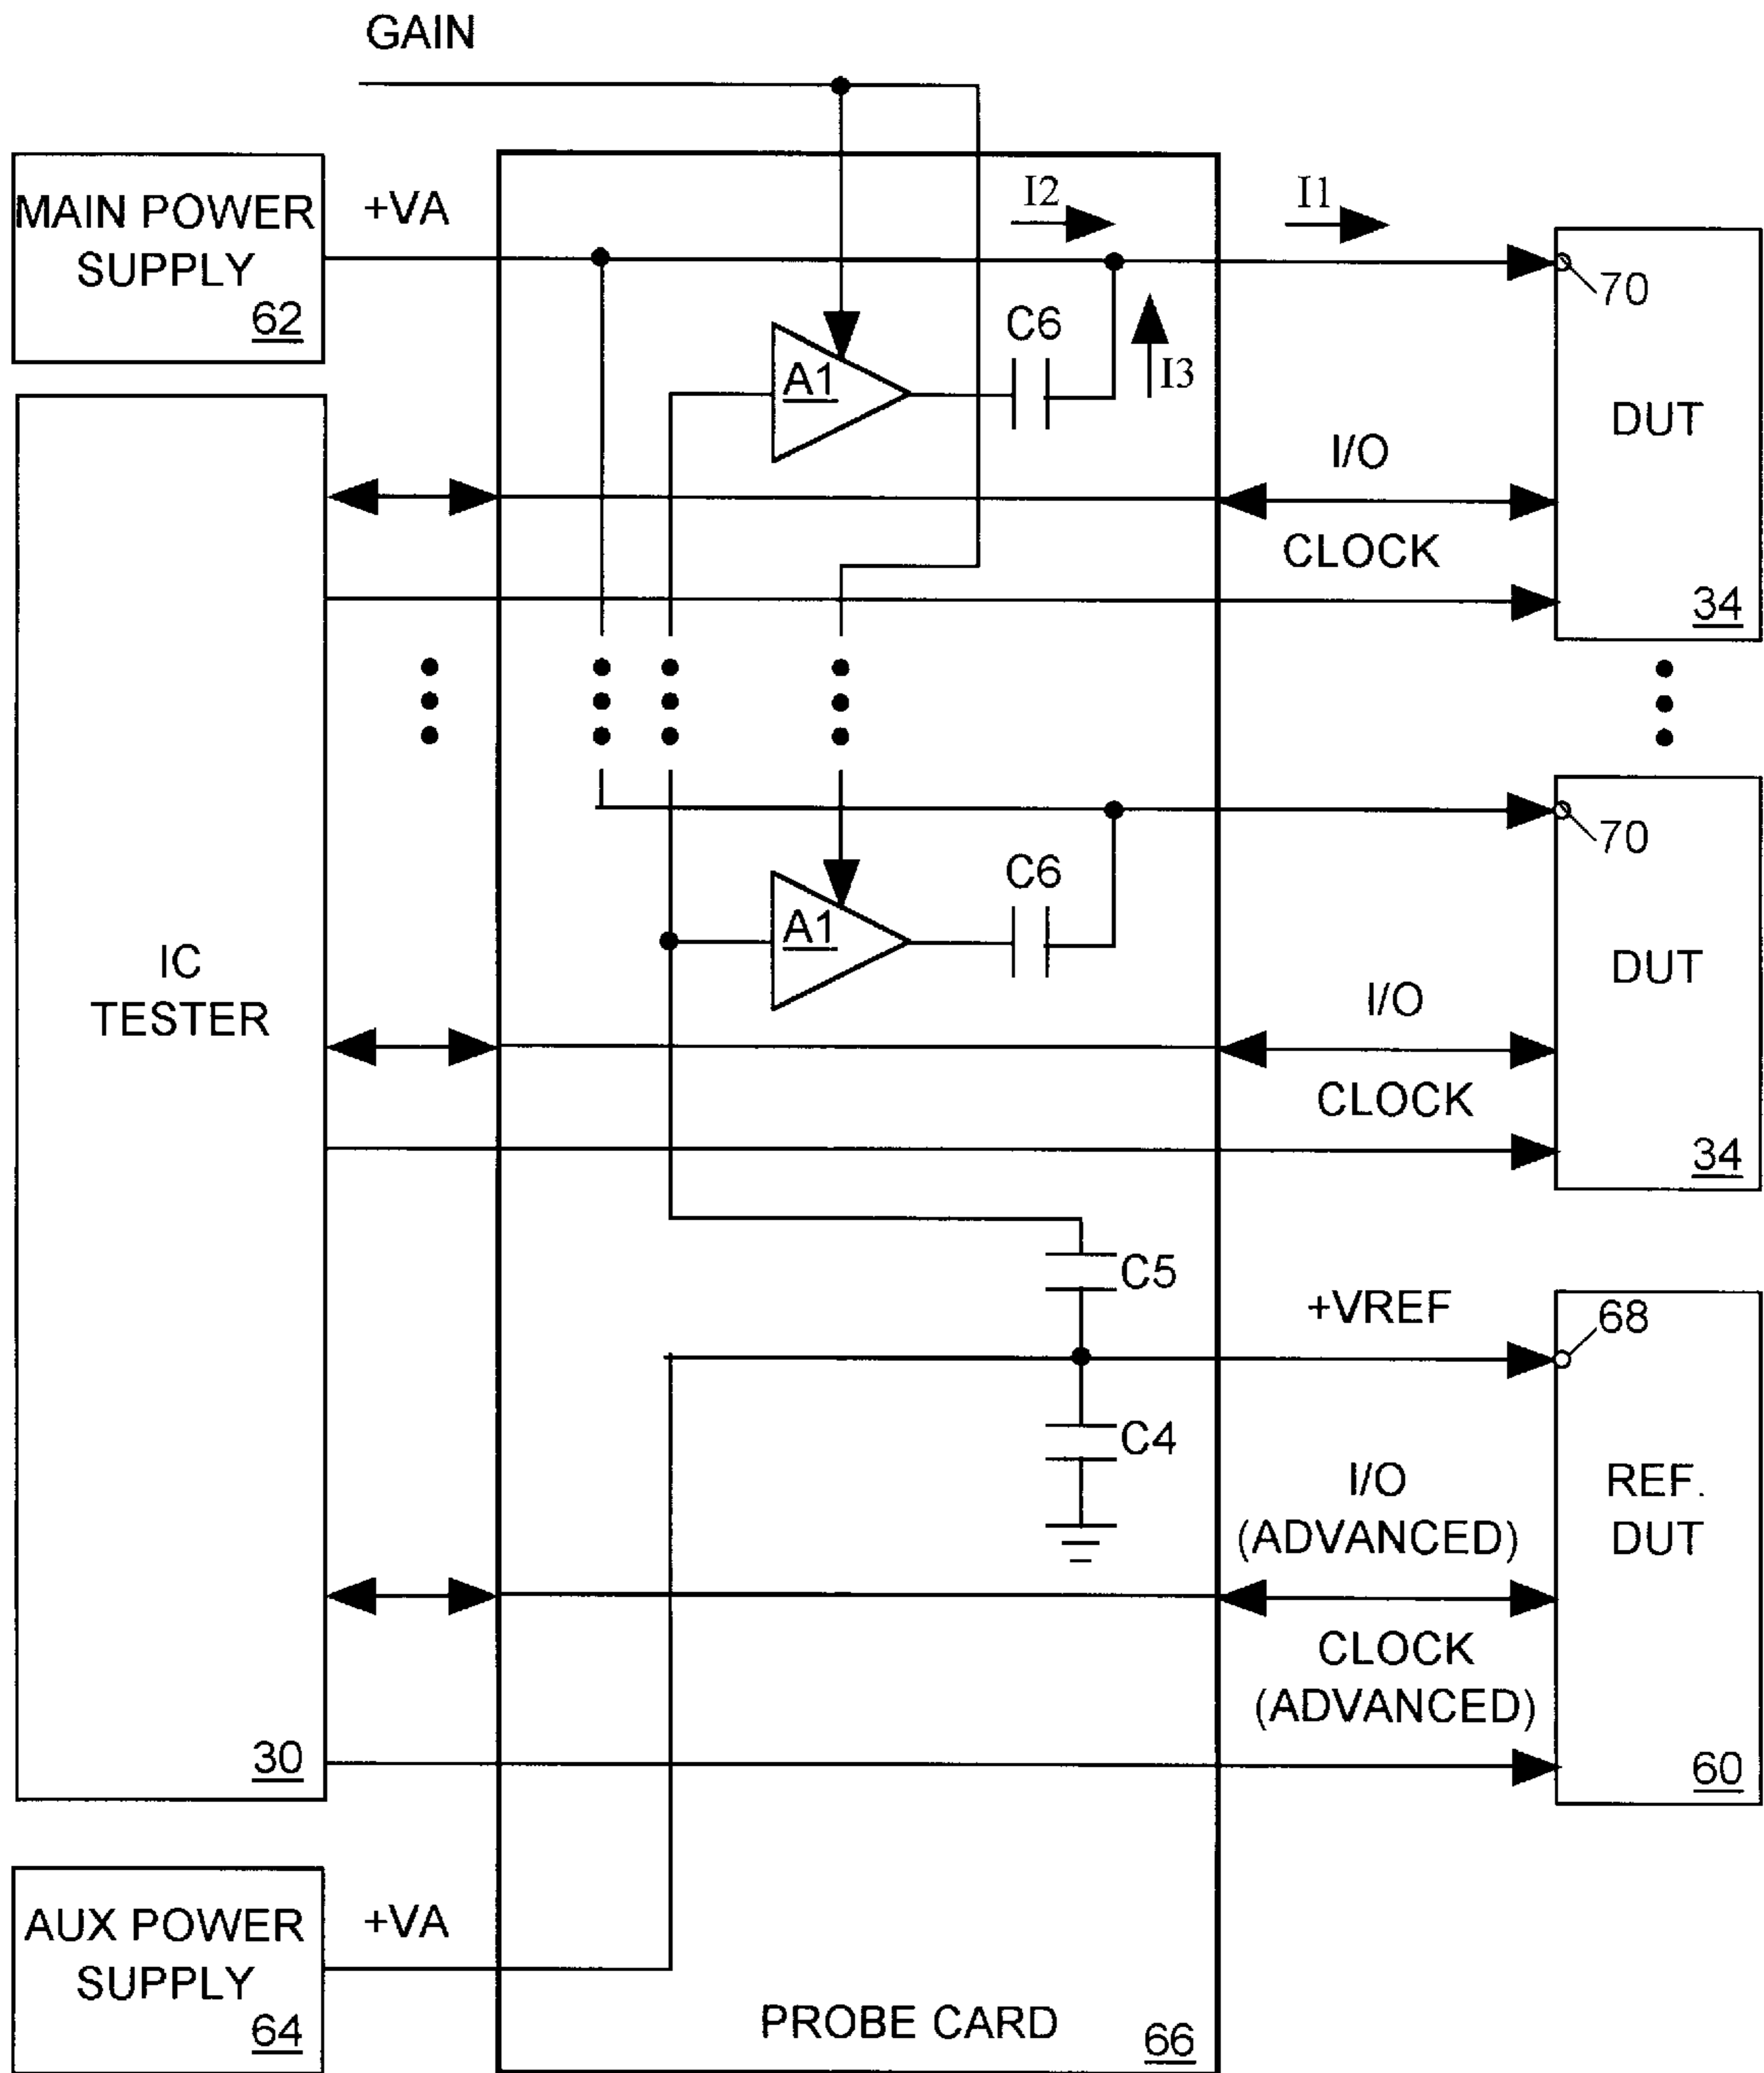 GAIN
MAIN POWER
SUPPLY
62
+VA
I2
I1
70
A1
C6
I3
DUT
I/O
CLOCK
34
70
A1
C6
IC
TESTER
DUT
I/O
CLOCK
34
C5
+VREF
68
C4
I/O
(ADVANCED)
REF.
DUT
CLOCK
(ADVANCED)
30
60
AUX POWER
SUPPLY
64
+VA
PROBE CARD
66